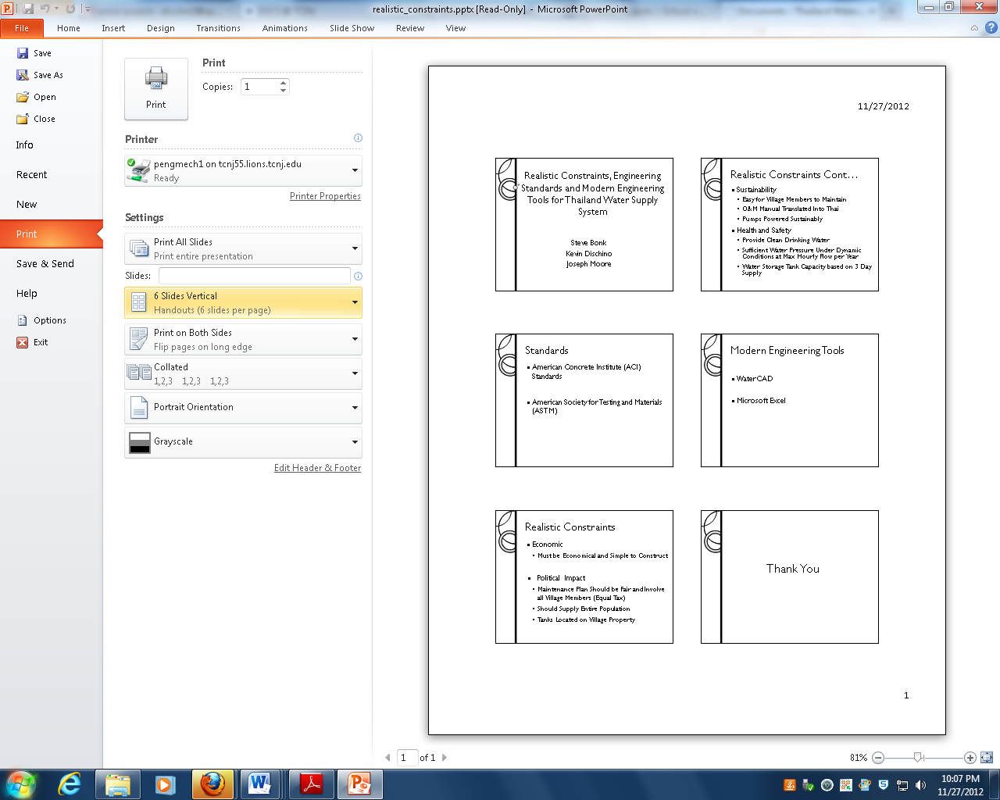 realistic_constraints.pptx [Read-Only] - Microsoft PowerPoint
File Home Insert Design Transitions Animations Slide Show Review View
Save
Save As
Open
Close
Info
Recent
New
Print
Save & Send
Help
Options
Exit
Print
Print
Copies: 1
Printer
pengmech1 on tcnj55.lions.tcnj.edu
Ready
Printer Properties
Settings
Print All Slides
Print entire presentation
Slides:
6 Slides Vertical
Handouts (6 slides per page)
Print on Both Sides
Flip pages on long edge
Collated
1,2,3 1,2,3 1,2,3
Portrait Orientation
Grayscale
Edit Header & Footer
11/27/2012
Realistic Constraints, Engineering
Standards and Modern Engineering
Tools for Thailand Water Supply
System
Steve Bonk
Kevin Dischino
Joseph Moore
Realistic Constraints Cont...
• Sustainability
• Easy for Village Members to Maintain
• O&M Manual Translated Into Thai
• Pumps Powered Sustainably
• Health and Safety
• Provide Clean Drinking Water
• Sufficient Water Pressure Under Dynamic
Conditions at Max Hourly Flow per Year
• Water Storage Tank Capacity based on 3 Day
Supply
Standards
• American Concrete Institute (ACI)
Standards
• American Society for Testing and Materials
(ASTM)
Modern Engineering Tools
• WaterCAD
• Microsoft Excel
Realistic Constraints
• Economic
• Must be Economical and Simple to Construct
• Political Impact
• Maintenance Plan Should be Fair and Involve
all Village Members (Equal Tax)
• Should Supply Entire Population
• Tanks Located on Village Property
Thank You
1
1 of 1
81%
10:07 PM
11/27/2012